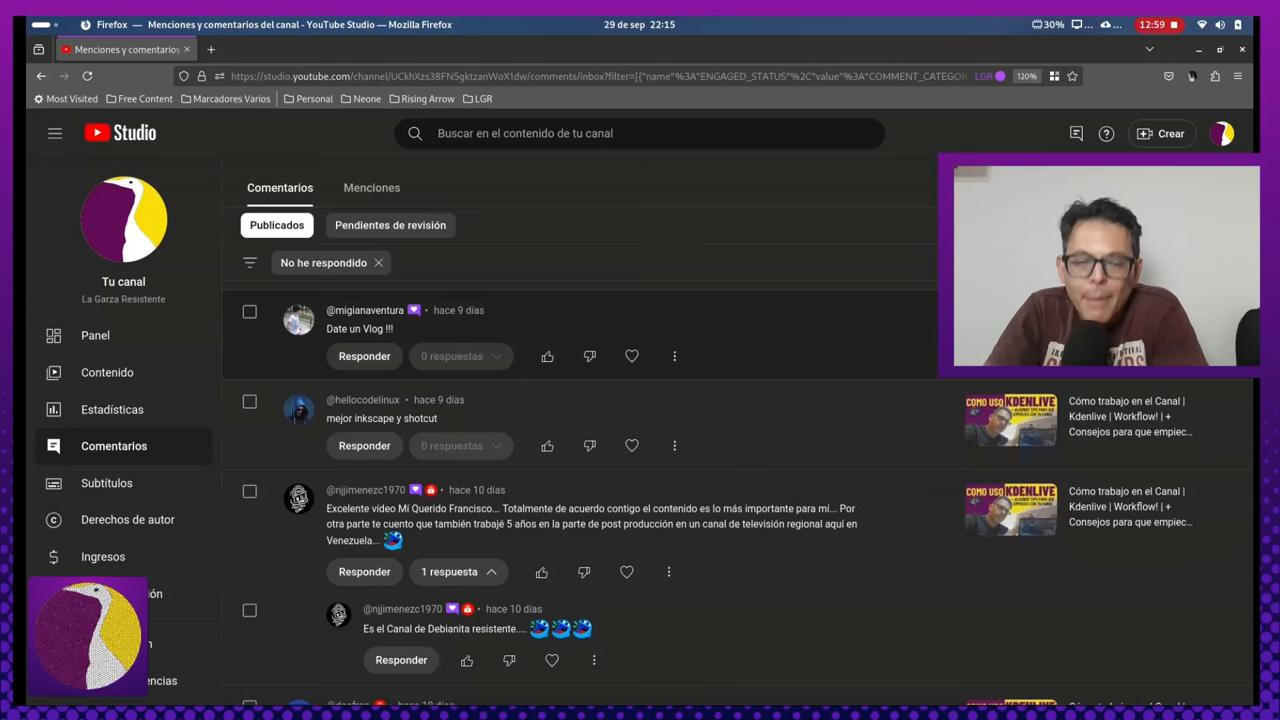 Firefox — Menciones y comentarios del canal - YouTube Studio — Mozilla Firefox
29 de sep 22:15
30%
12:59
Menciones y comentarios
https://studio.youtube.com/channel/UCkhXzs38FN5gktzanWoX1dw/comments/inbox?filter=[{"name"%3A"ENGAGED_STATUS"%2C"value"%3A"COMMENT_CATEGOR
LGR
120%
Most Visited
Free Content
Marcadores Varios
Personal
Neone
Rising Arrow
LGR
Studio
Buscar en el contenido de tu canal
Crear
Comentarios
Menciones
Publicados
Pendientes de revisión
No he respondido
Tu canal
La Garza Resistente
Panel
Contenido
Estadísticas
Comentarios
Subtítulos
Derechos de autor
Ingresos
@migianaventura • hace 9 días
Date un Vlog !!!
Responder
0 respuestas
@hellocodelinux • hace 9 días
mejor inkscape y shotcut
Responder
0 respuestas
COMO USO KDENLIVE
Cómo trabajo en el Canal |
Kdenlive | Workflow! | +
Consejos para que empiec...
@njjimenezc1970 • hace 10 días
Excelente vídeo Mi Querido Francisco... Totalmente de acuerdo contigo el contenido es lo más importante para mí... Por
otra parte te cuento que también trabajé 5 años en la parte de post producción en un canal de televisión regional aquí en
Venezuela...
Responder
1 respuesta
COMO USO KDENLIVE
Cómo trabajo en el Canal |
Kdenlive | Workflow! | +
Consejos para que empiec...
@njjimenezc1970 • hace 10 días
Es el Canal de Debianita resistente....
Responder